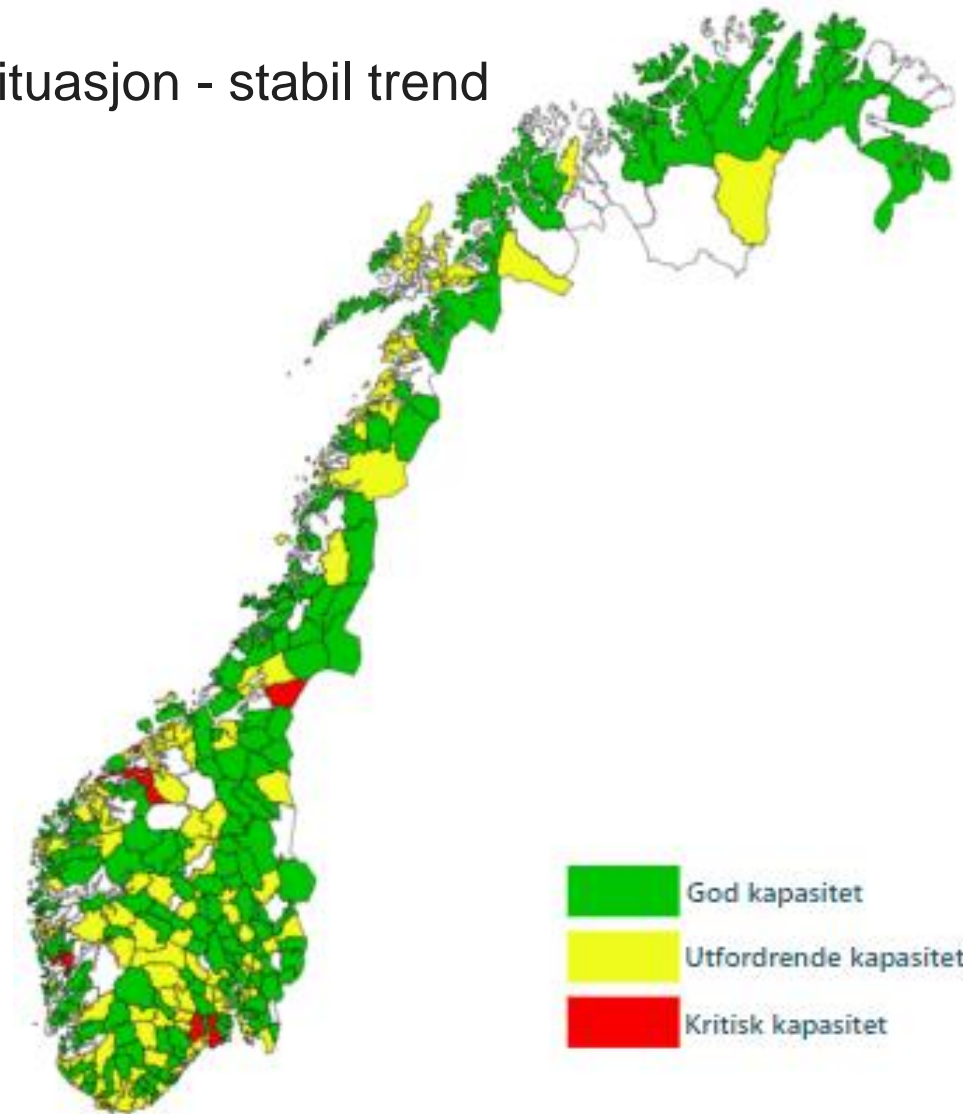 ituasjon - stabil trend
God kapasitet
Utfordrende kapasitet
Kritisk kapasitet